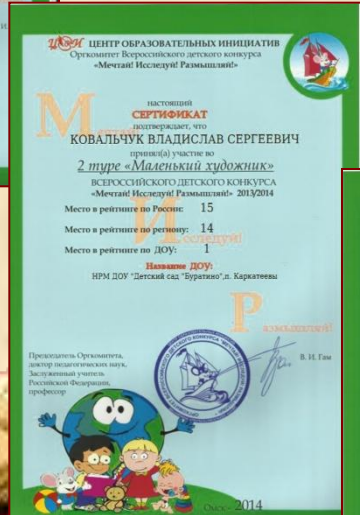 ЦЕНТР ОБРАЗОВАТЕЛЬНЫХ ИНИЦИАТИВ
Оргкомитет Всероссийского детского конкурса
«Мечтай! Исследуй! Размышляй!»
настоящий
СЕРТИФИКАТ
подтверждает, что
КОВАЛЬЧУК ВЛАДИСЛАВ СЕРГЕЕВИЧ
принял(а) участие во
2 туре «Маленький художник»
ВСЕРОССИЙСКОГО ДЕТСКОГО КОНКУРСА
«Мечтай! Исследуй! Размышляй!» 2013/2014
Место в рейтинге по России: 15
Место в рейтинге по региону: 14
Место в рейтинге по ДОУ: 1
Название ДОУ:
НРМ ДОУ "Детский сад "Буратино",п. Каркатеевы
Размышляй!
Председатель Оргкомитета,
доктор педагогических наук,
Заслуженный учитель
Российской Федерации,
профессор
В. И. Гам
Омск - 2014